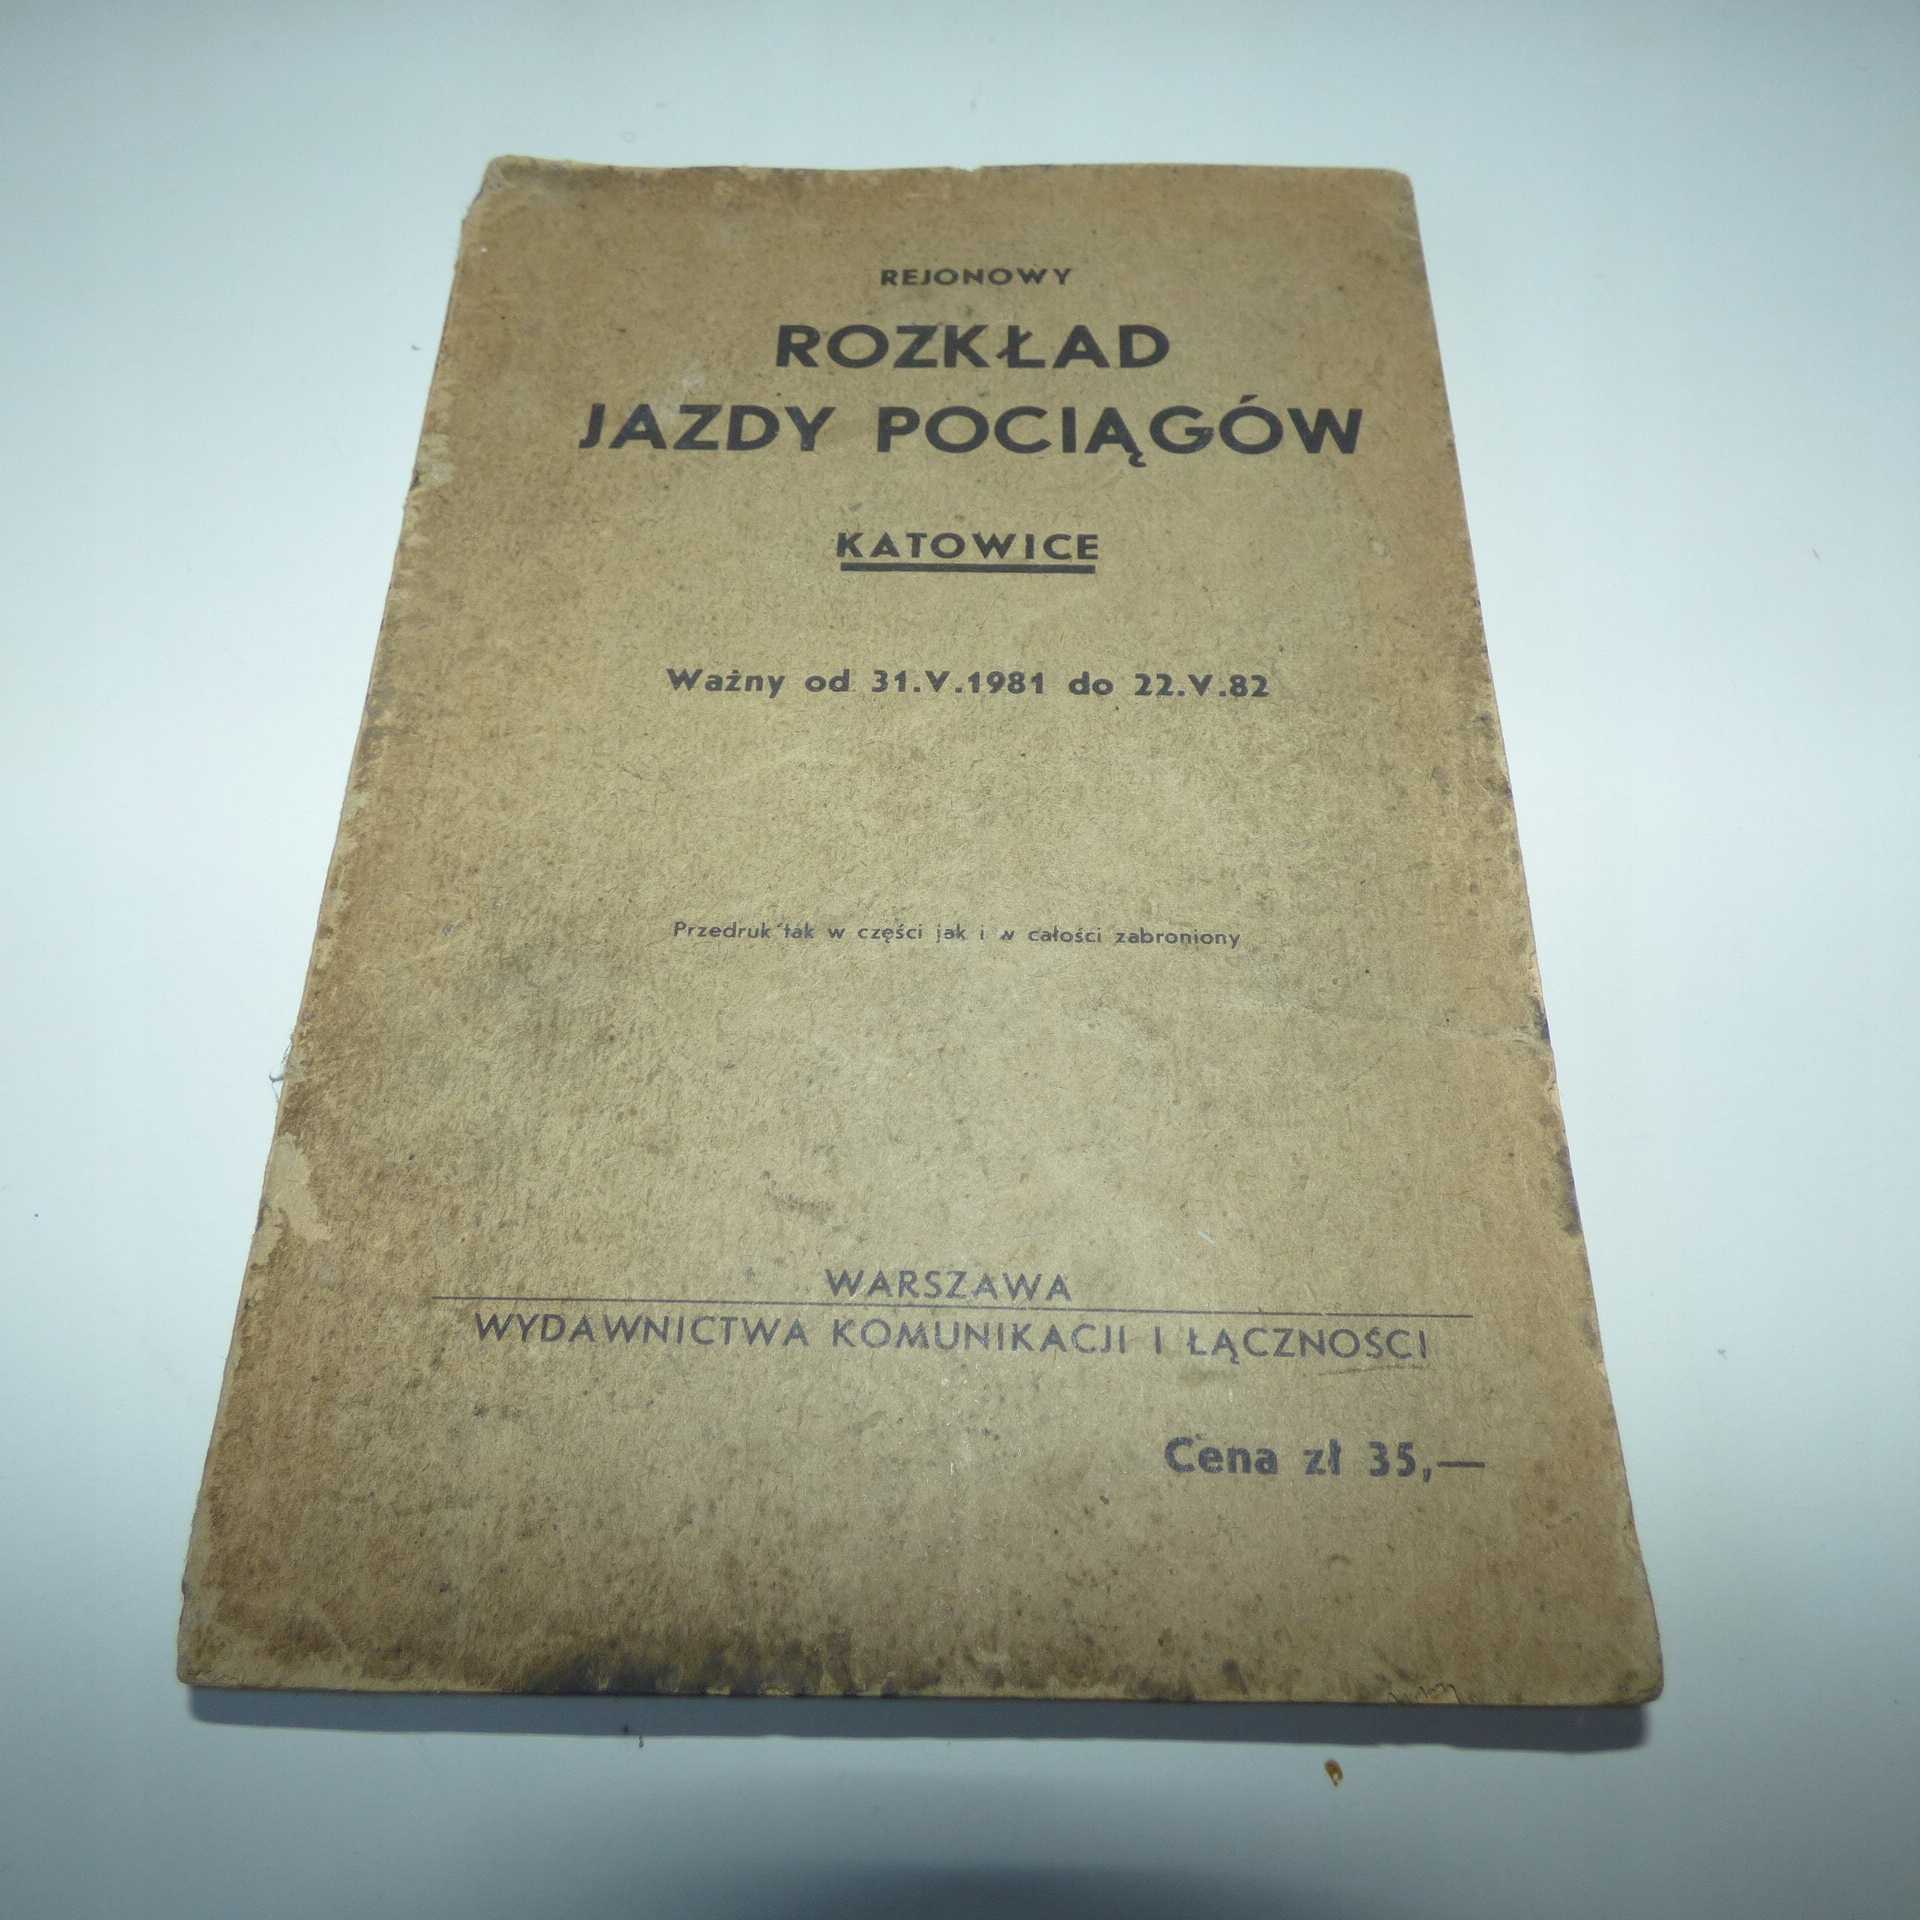 REJONOWY
ROZKŁAD
JAZDY POCIĄGÓW
KATOWICE
Ważny od 31.V.1981 do 22.V.82
Przedruk tak w części jak i w całości zabroniony
WARSZAWA
WYDAWNICTWA KOMUNIKACJI I ŁĄCZNOŚCI
Cena zł 35,—